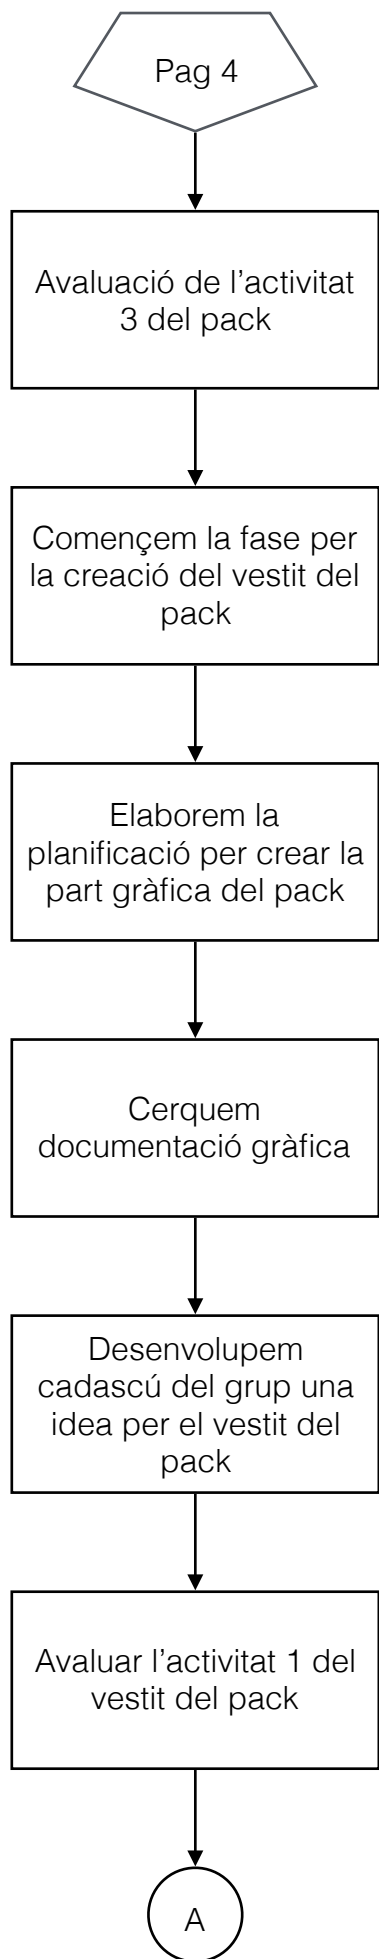 Pag 4
Avaluació de l’activitat
3 del pack
Començem la fase per
la creació del vestit del
pack
Elaborem la
planificació per crear la
part gràfica del pack
Cerquem
documentació gràfica
Desenvolupem
cadascú del grup una
idea per el vestit del
pack
Avaluar l’activitat 1 del
vestit del pack
A